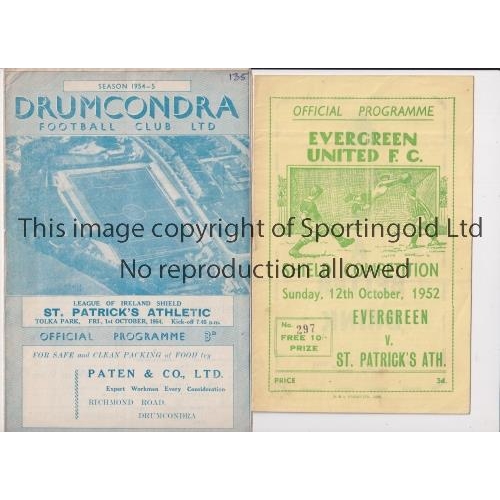 135
SEASON 1954-5
DRUMCONDRA
FOOTBALL CLUB LTD
LEAGUE OF IRELAND SHIELD
ST. PATRICK'S ATHLETIC
TOLKA PARK, FRI, 1st OCTOBER, 1954. Kick-off 7.45 p.m.
OFFICIAL PROGRAMME 3D
FOR SAFE and CLEAN PACKING of FOOD try
PATEN & CO., LTD.
Expert Workmen Every Consideration
RICHMOND ROAD,
DRUMCONDRA
OFFICIAL PROGRAMME
EVERGREEN
UNITED F. C.
SHIELD COMPETITION
Sunday, 12th October, 1952
EVERGREEN
No. 297
V.
FREE 10/-
PRIZE
ST. PATRICK'S ATH.
PRICE 3d.
This image copyright of Sportingold Ltd
No reproduction allowed